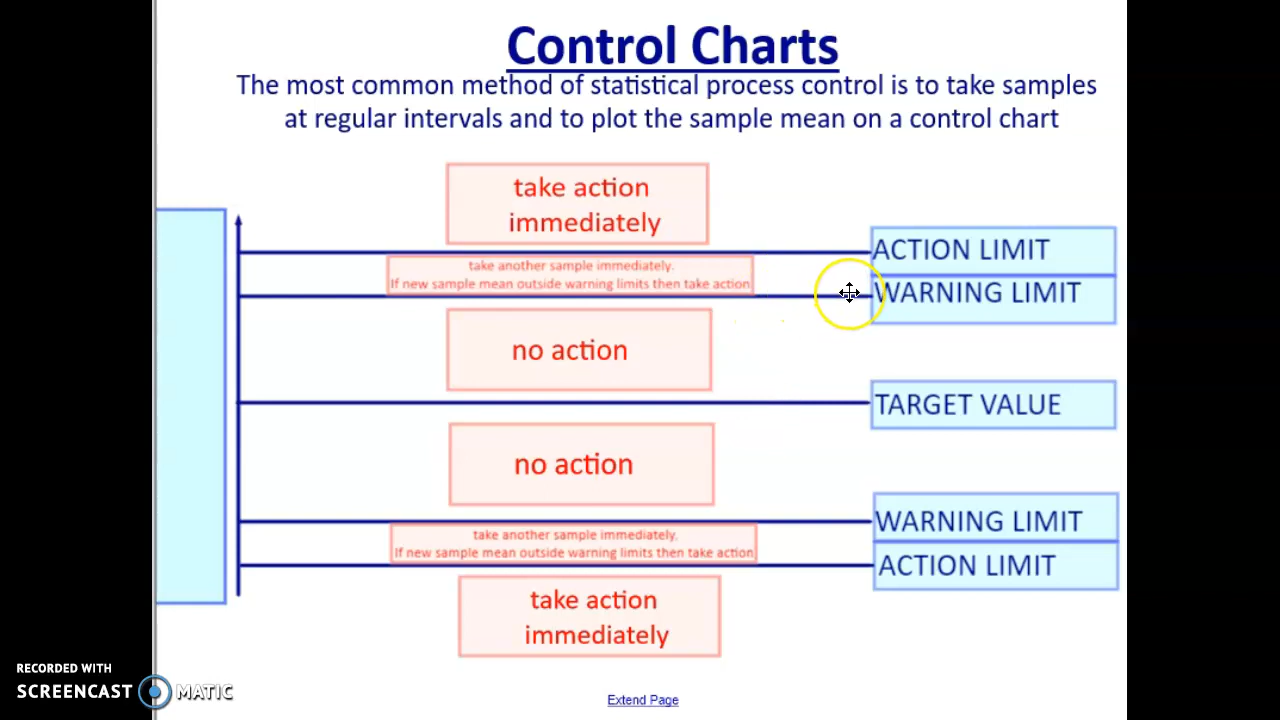 Control Charts
The most common method of statistical process control is to take samples
at regular intervals and to plot the sample mean on a control chart
take action
immediately
ACTION LIMIT
take another sample immediately.
If new sample mean outside warning limits then take action
WARNING LIMIT
no action
TARGET VALUE
no action
WARNING LIMIT
take another sample immediately.
If new sample mean outside warning limits then take action
ACTION LIMIT
take action
immediately
RECORDED WITH
SCREENCAST MATIC
Extend Page